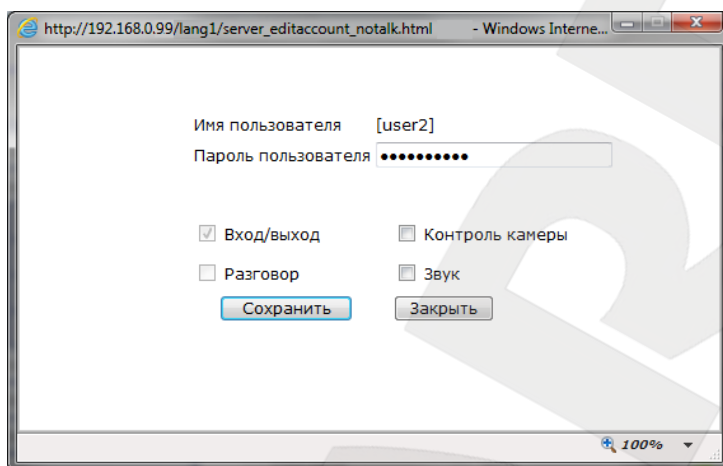 http://192.168.0.99/lang1/server_editaccount_notalk.html - Windows Interne...
Имя пользователя [user2]
Пароль пользователя ••••••••••
Вход/выход Контроль камеры
Разговор Звук
Сохранить Закрыть
100%